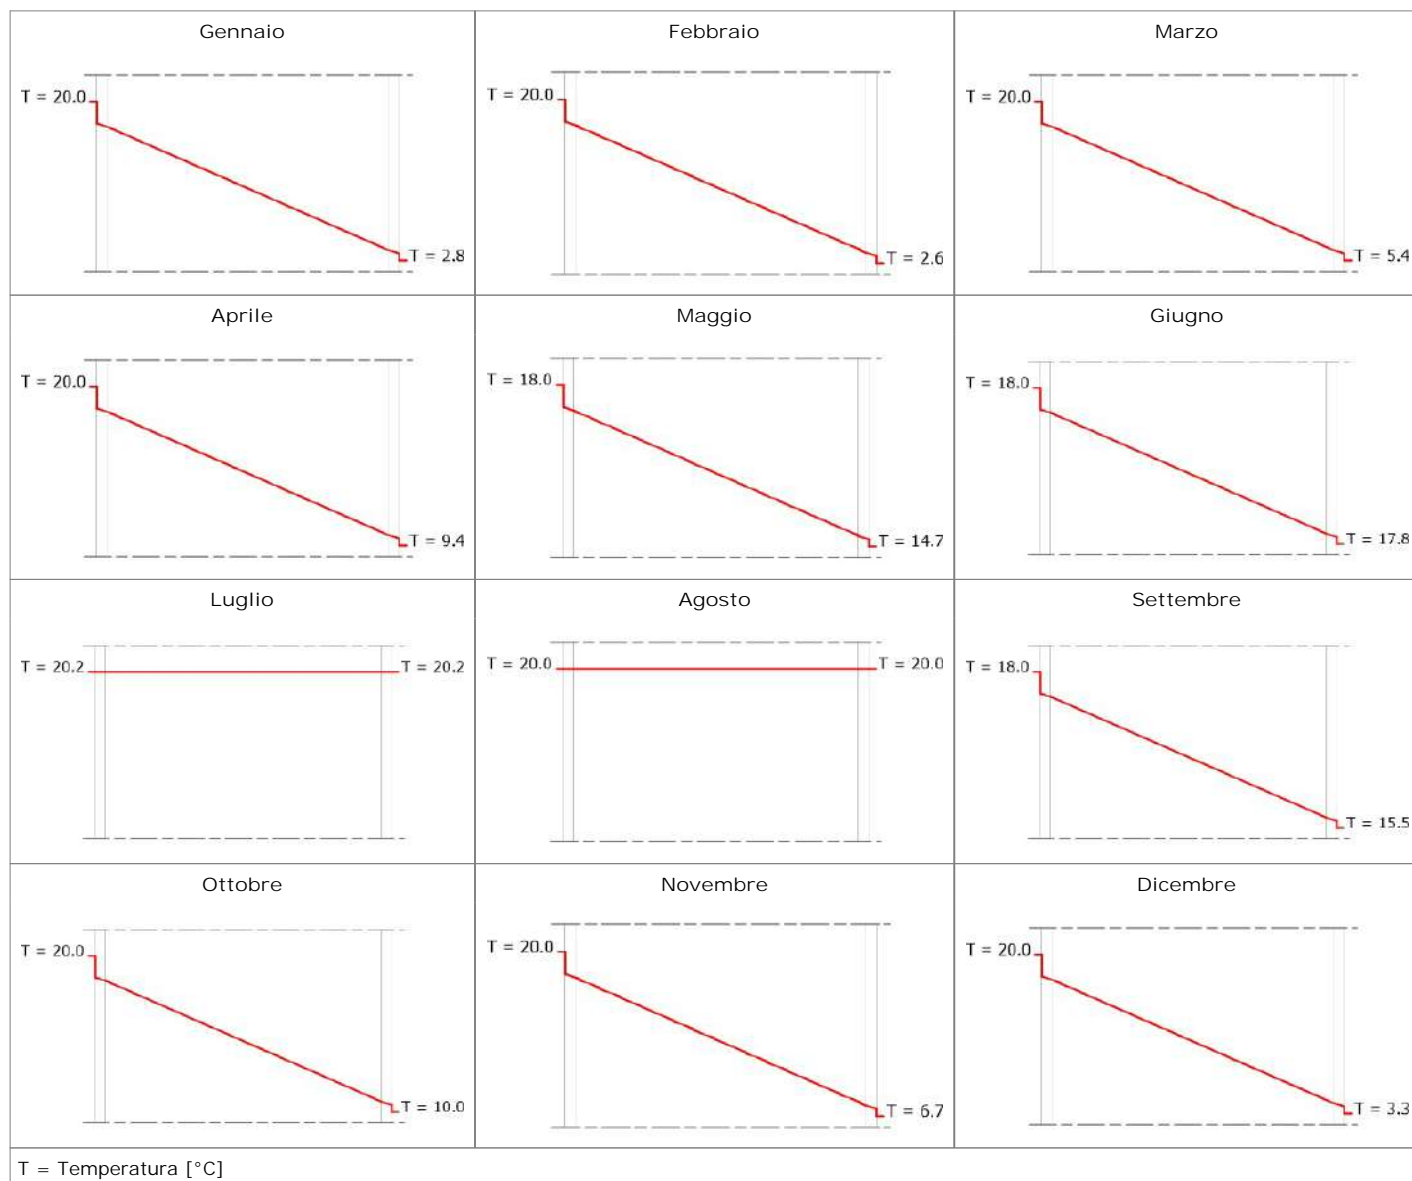 Gennaio
T = 20.0
T = 2.8
Febbraio
T = 20.0
T = 2.6
Marzo
T = 20.0
T = 5.4
Aprile
T = 20.0
T = 9.4
Maggio
T = 18.0
T = 14.7
Giugno
T = 18.0
T = 17.8
Luglio
T = 20.2
T = 20.2
Agosto
T = 20.0
T = 20.0
Settembre
T = 18.0
T = 15.5
Ottobre
T = 20.0
T = 10.0
Novembre
T = 20.0
T = 6.7
Dicembre
T = 20.0
T = 3.3
T = Temperatura [°C]